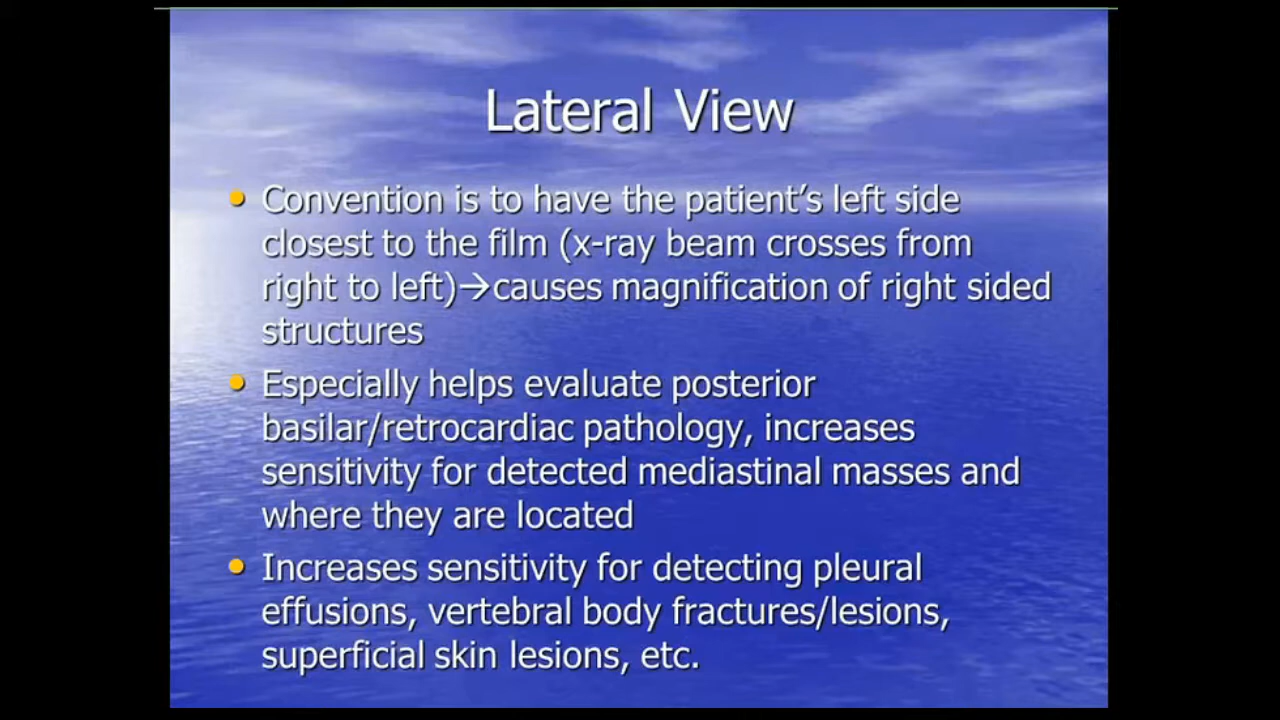 Lateral View
• Convention is to have the patient’s left side
closest to the film (x-ray beam crosses from
right to left)→causes magnification of right sided
structures
• Especially helps evaluate posterior
basilar/retrocardiac pathology, increases
sensitivity for detected mediastinal masses and
where they are located
• Increases sensitivity for detecting pleural
effusions, vertebral body fractures/lesions,
superficial skin lesions, etc.